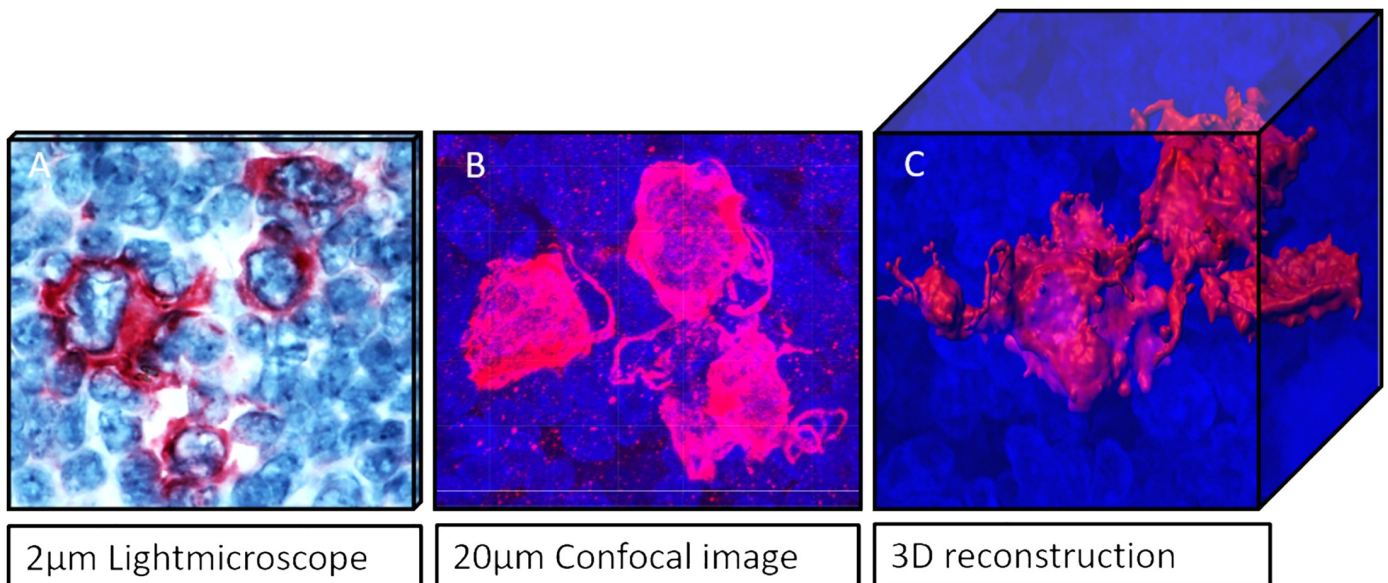 A
B
C
2µm Lightmicroscope
20µm Confocal image
3D reconstruction